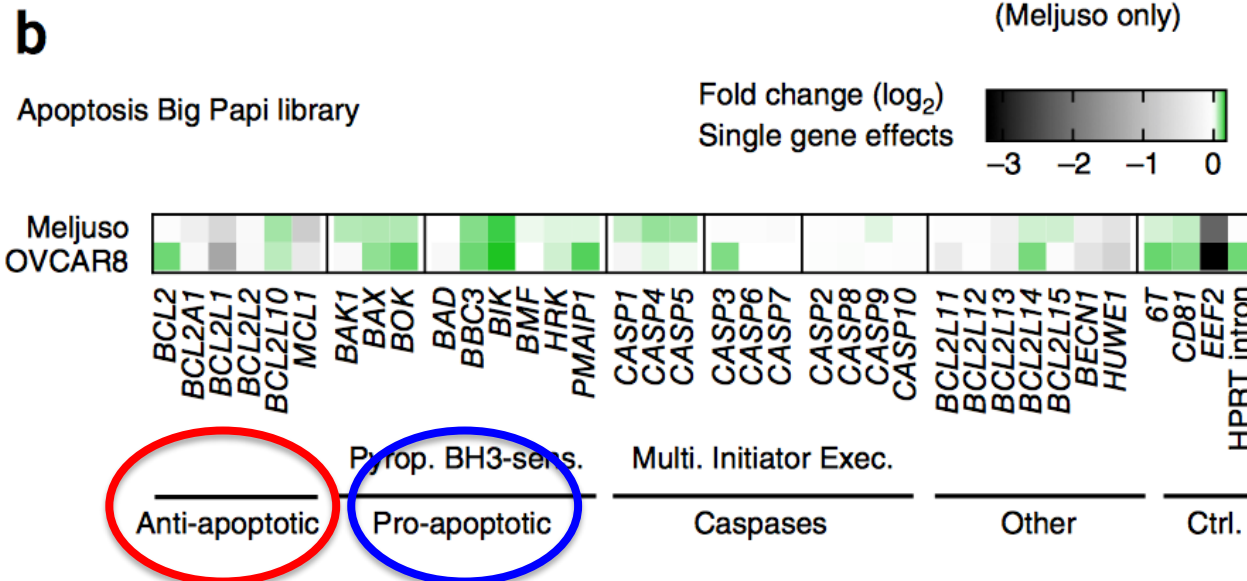 b
(Meljuso only)
Apoptosis Big Papi library
Fold change (log2)
Single gene effects
–3 –2 –1 0
Meljuso
OVCAR8
BCL2 BCL2A1 BCL2L1 BCL2L2 BCL2L10 MCL1 BAK1 BAX BOK BAD BBC3 BIK BMF HRK PMAIP1 CASP1 CASP4 CASP5 CASP3 CASP6 CASP7 CASP2 CASP8 CASP9 CASP10 BCL2L11 BCL2L12 BCL2L13 BCL2L14 BCL2L15 BECN1 HUWE1 6T CD81 EEF2 HPRT intron
Pyrop. BH3-sens. Multi. Initiator Exec.
Anti-apoptotic Pro-apoptotic Caspases Other Ctrl.